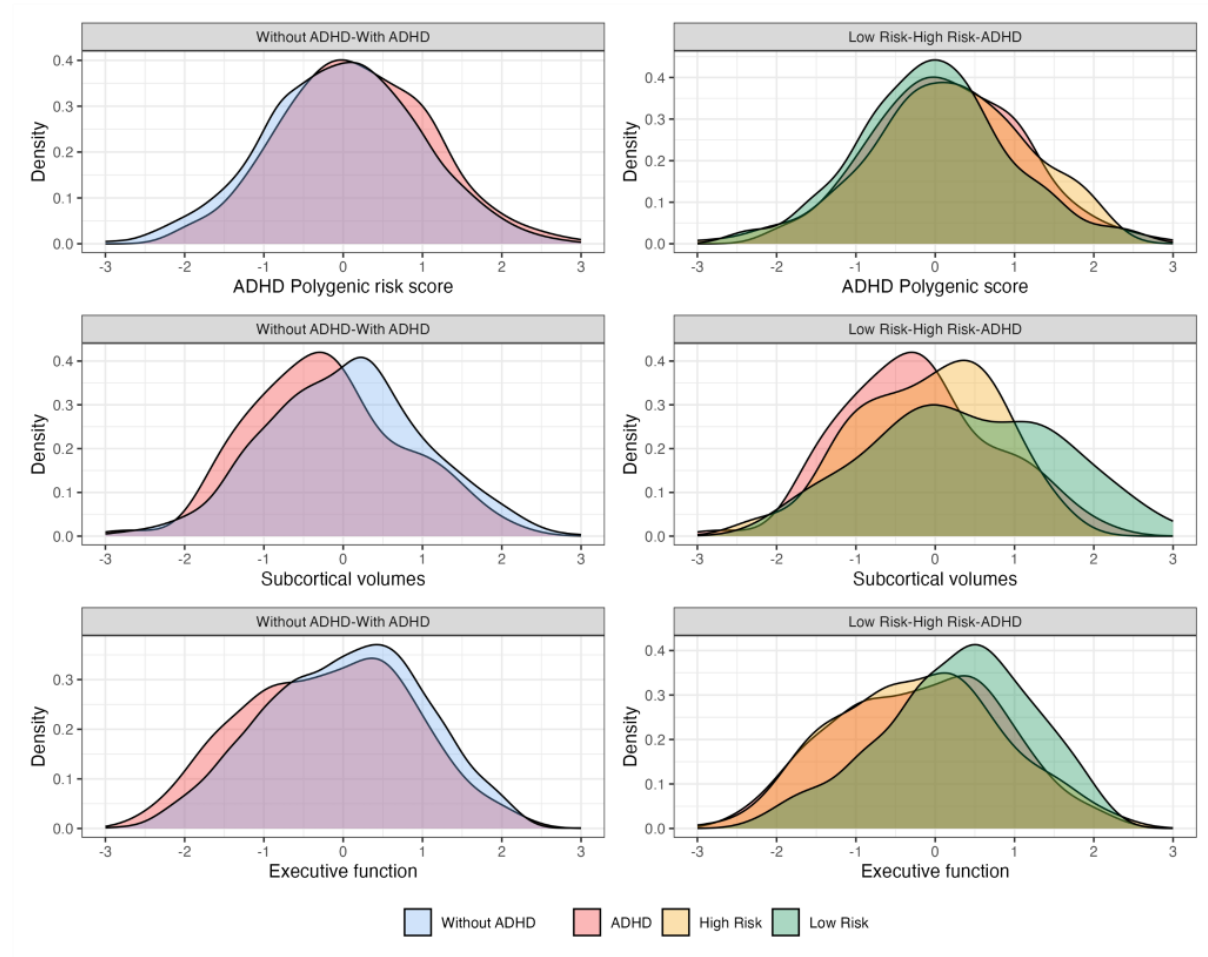 Without ADHD-With ADHD
Density
0.4
0.3
0.2
0.1
0.0
-3 -2 -1 0 1 2 3
ADHD Polygenic risk score
Low Risk-High Risk-ADHD
Density
0.4
0.3
0.2
0.1
0.0
-3 -2 -1 0 1 2 3
ADHD Polygenic score
Without ADHD-With ADHD
Density
0.4
0.3
0.2
0.1
0.0
-3 -2 -1 0 1 2 3
Subcortical volumes
Low Risk-High Risk-ADHD
Density
0.4
0.3
0.2
0.1
0.0
-3 -2 -1 0 1 2 3
Subcortical volumes
Without ADHD-With ADHD
Density
0.3
0.2
0.1
0.0
-3 -2 -1 0 1 2 3
Executive function
Low Risk-High Risk-ADHD
Density
0.4
0.3
0.2
0.1
0.0
-3 -2 -1 0 1 2 3
Executive function
Without ADHD ADHD High Risk Low Risk